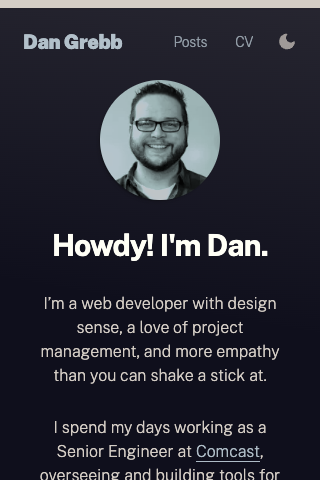 Dan Grebb
Posts
CV
Howdy! I'm Dan.
I’m a web developer with design
sense, a love of project
management, and more empathy
than you can shake a stick at.
I spend my days working as a
Senior Engineer at Comcast,
overseeing and building tools for